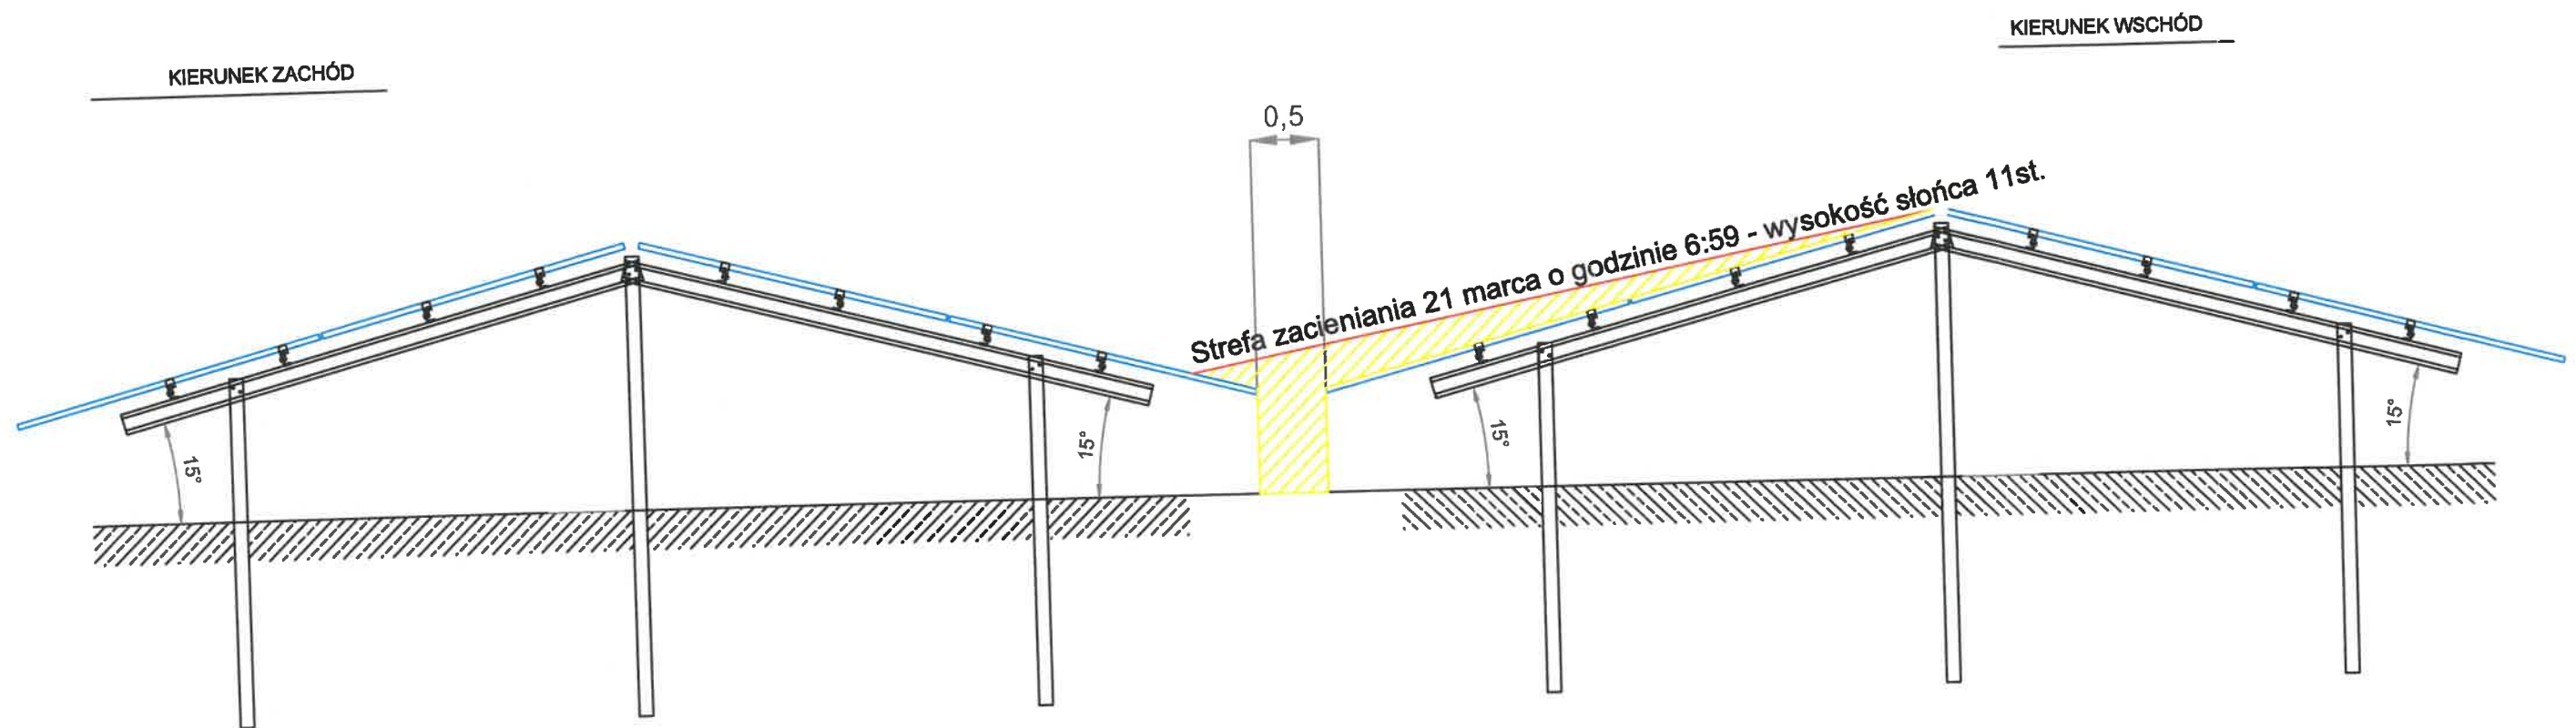 KIERUNEK WSCHÓD
KIERUNEK ZACHÓD
0,5
Strefa zacieniania 21 marca o godzinie 6:59 - wysokość słońca 11st.
15°
15°
15°
15°